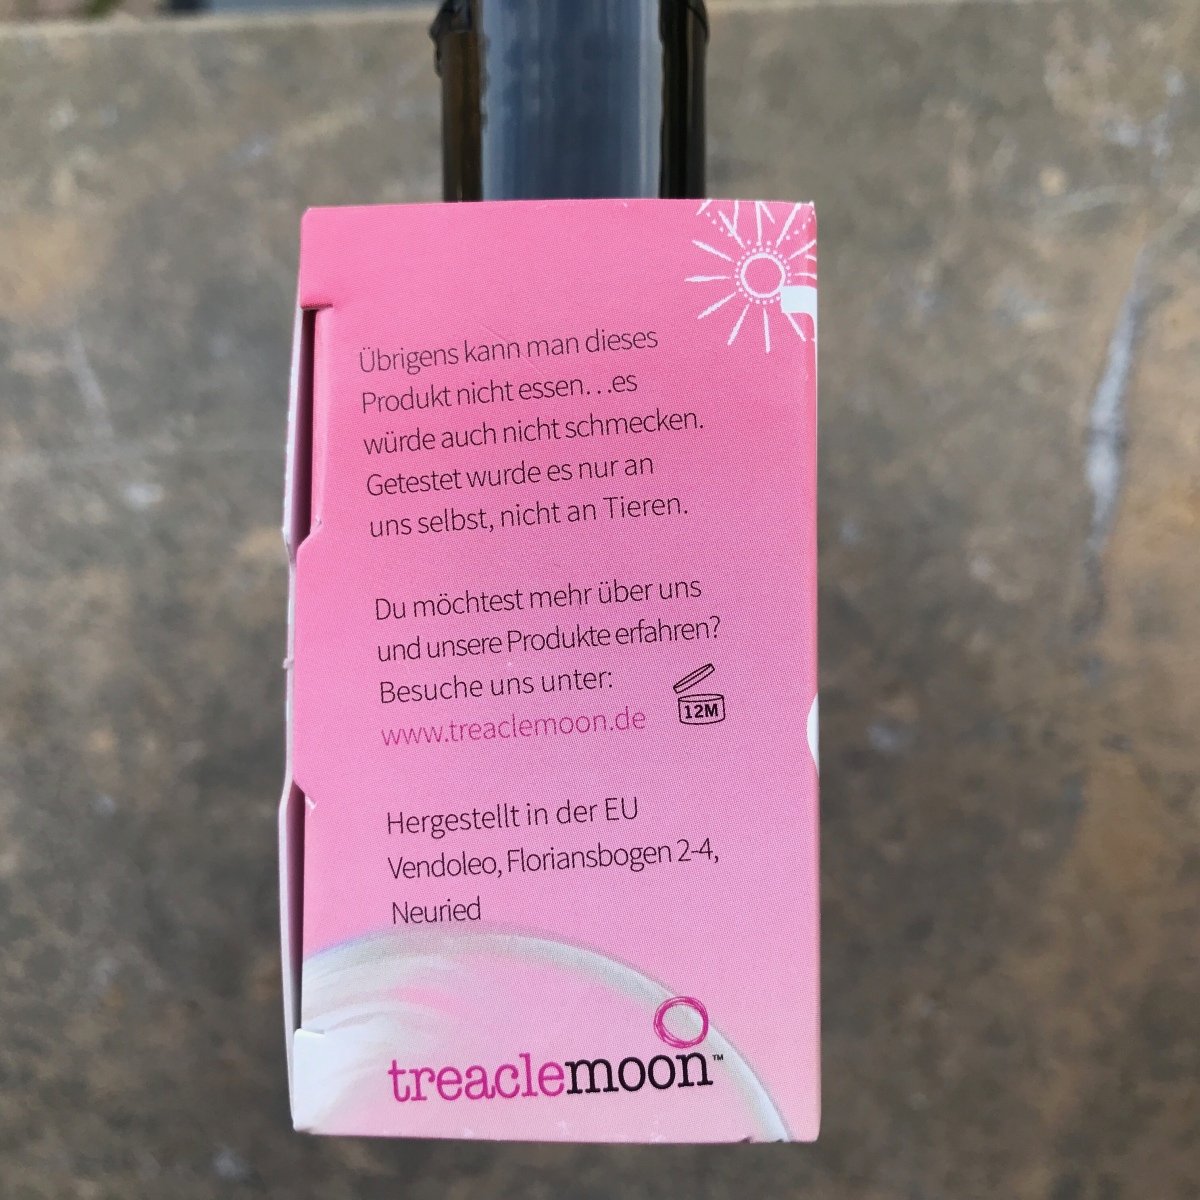 Übrigens kann man dieses
Produkt nicht essen...es
würde auch nicht schmecken.
Getestet wurde es nur an
uns selbst, nicht an Tieren.
Du möchtest mehr über uns
und unsere Produkte erfahren?
Besuche uns unter:
www.treaclemoon.de
12M
Hergestellt in der EU
Vendoleo, Floriansbogen 2-4,
Neuried
treaclemoon™